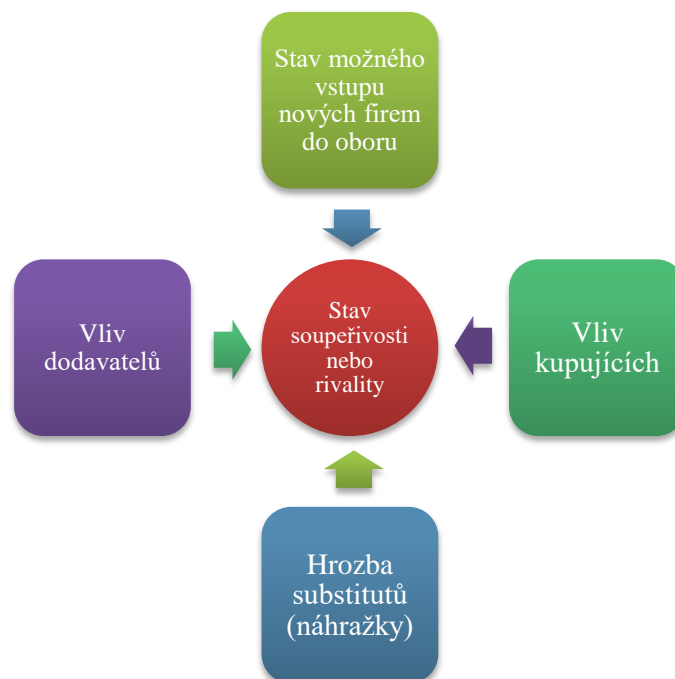 Stav možného
vstupu
nových firem
do oboru
Vliv
dodavatelů
Stav
soupeřivosti
nebo
rivality
Vliv
kupujících
Hrozba
substitutů
(náhražky)